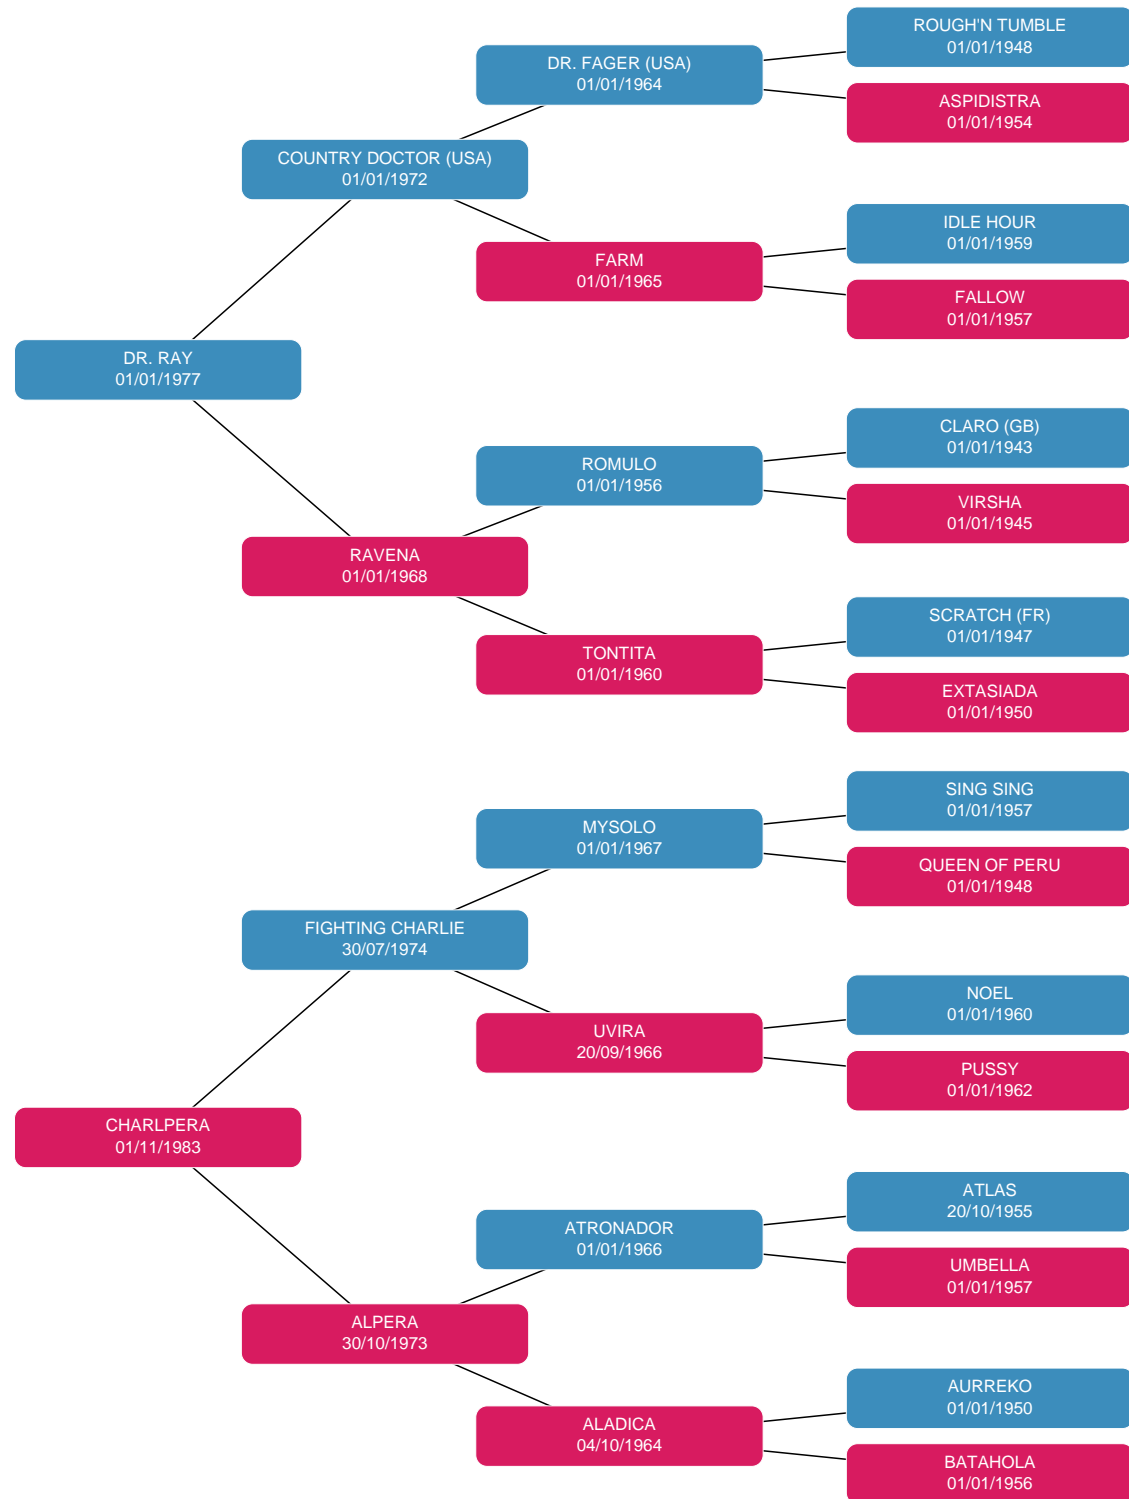 ROUGH'N TUMBLE
01/01/1948
DR. FAGER (USA)
01/01/1964
ASPIDISTRA
01/01/1954
COUNTRY DOCTOR (USA)
01/01/1972
IDLE HOUR
01/01/1959
FARM
01/01/1965
FALLOW
01/01/1957
DR. RAY
01/01/1977
CLARO (GB)
01/01/1943
ROMULO
01/01/1956
VIRSHA
01/01/1945
RAVENA
01/01/1968
SCRATCH (FR)
01/01/1947
TONTITA
01/01/1960
EXTASIADA
01/01/1950
SING SING
01/01/1957
MYSOLO
01/01/1967
QUEEN OF PERU
01/01/1948
FIGHTING CHARLIE
30/07/1974
NOEL
01/01/1960
UVIRA
20/09/1966
PUSSY
01/01/1962
CHARLPERA
01/11/1983
ATLAS
20/10/1955
ATRONADOR
01/01/1966
UMBELLA
01/01/1957
ALPERA
30/10/1973
AURREKO
01/01/1950
ALADICA
04/10/1964
BATAHOLA
01/01/1956